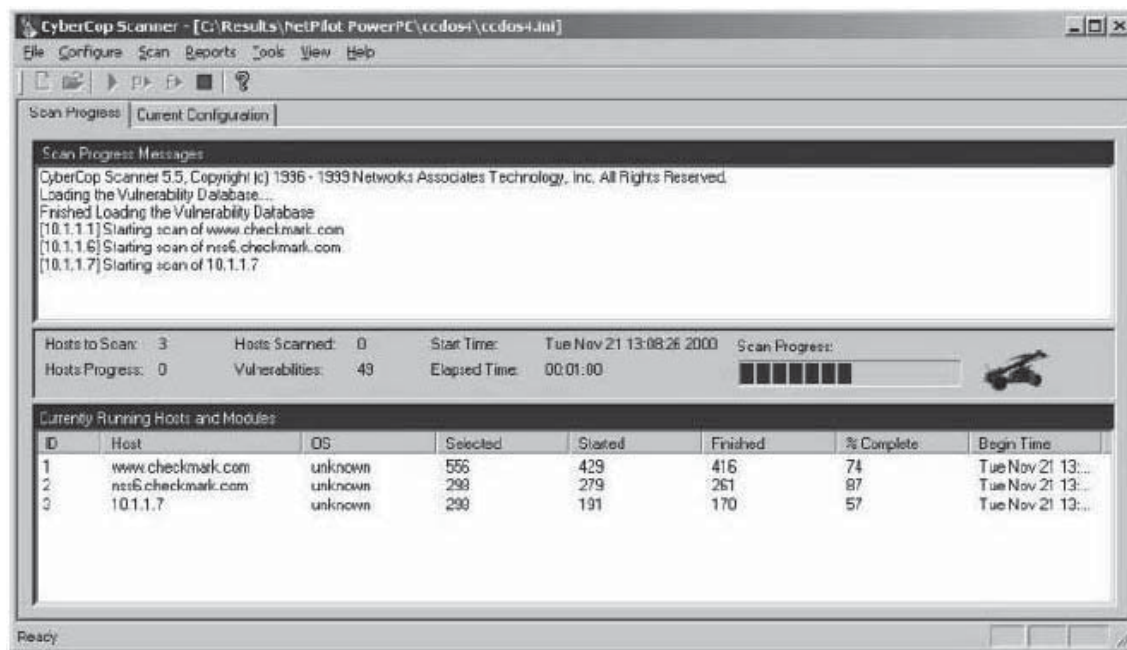 CyberCop Scanner - [C:\Results\NetPilot PowerPC\ccdos4\ccdos4.ini]
File Configure Scan Reports Tools View Help
Scan Progress Current Configuration
Scan Progress Messages
CyberCop Scanner 5.5, Copyright (c) 1996 - 1999 Networks Associates Technology, Inc. All Rights Reserved.
Loading the Vulnerability Database...
Finished Loading the Vulnerability Database
[10.1.1.1] Starting scan of www.checkmark.com
[10.1.1.6] Starting scan of nss6.checkmark.com
[10.1.1.7] Starting scan of 10.1.1.7
Hosts to Scan: 3 Hosts Scanned: 0 Start Time: Tue Nov 21 13:08:26 2000 Scan Progress:
Hosts Progress: 0 Vulnerabilities: 49 Elapsed Time: 00:01:00
Currently Running Hosts and Modules
ID Host OS Selected Started Finished % Complete Begin Time
1 www.checkmark.com unknown 556 429 416 74 Tue Nov 21 13:...
2 nss6.checkmark.com unknown 298 279 261 87 Tue Nov 21 13:...
3 10.1.1.7 unknown 298 191 170 57 Tue Nov 21 13:...
Ready